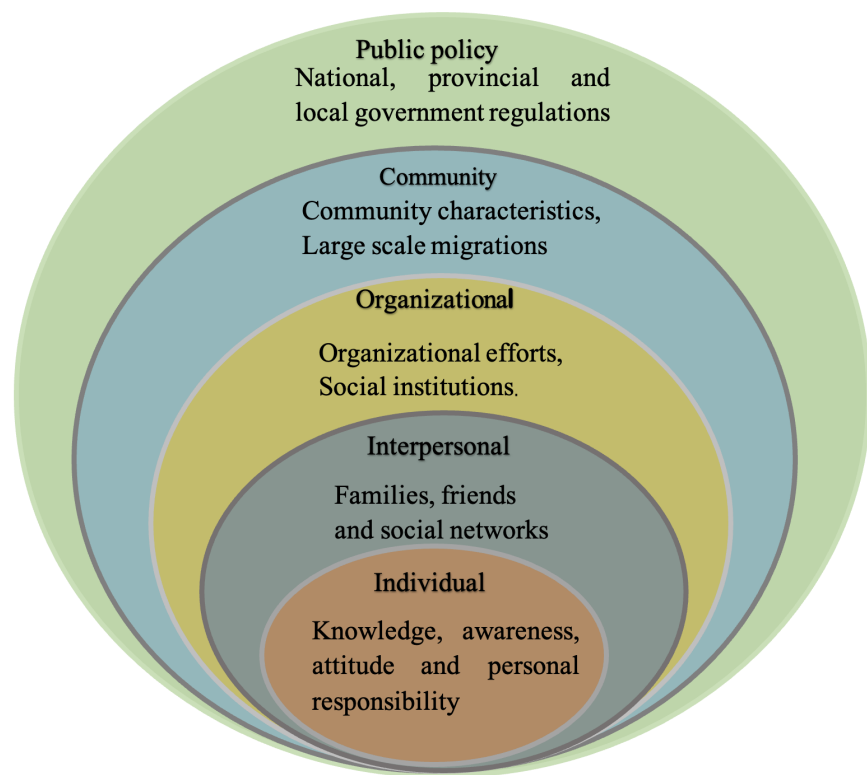 Public policy
National, provincial and
local government regulations
Community
Community characteristics,
Large scale migrations
Organizational
Organizational efforts,
Social institutions.
Interpersonal
Families, friends
and social networks
Individual
Knowledge, awareness,
attitude and personal
responsibility